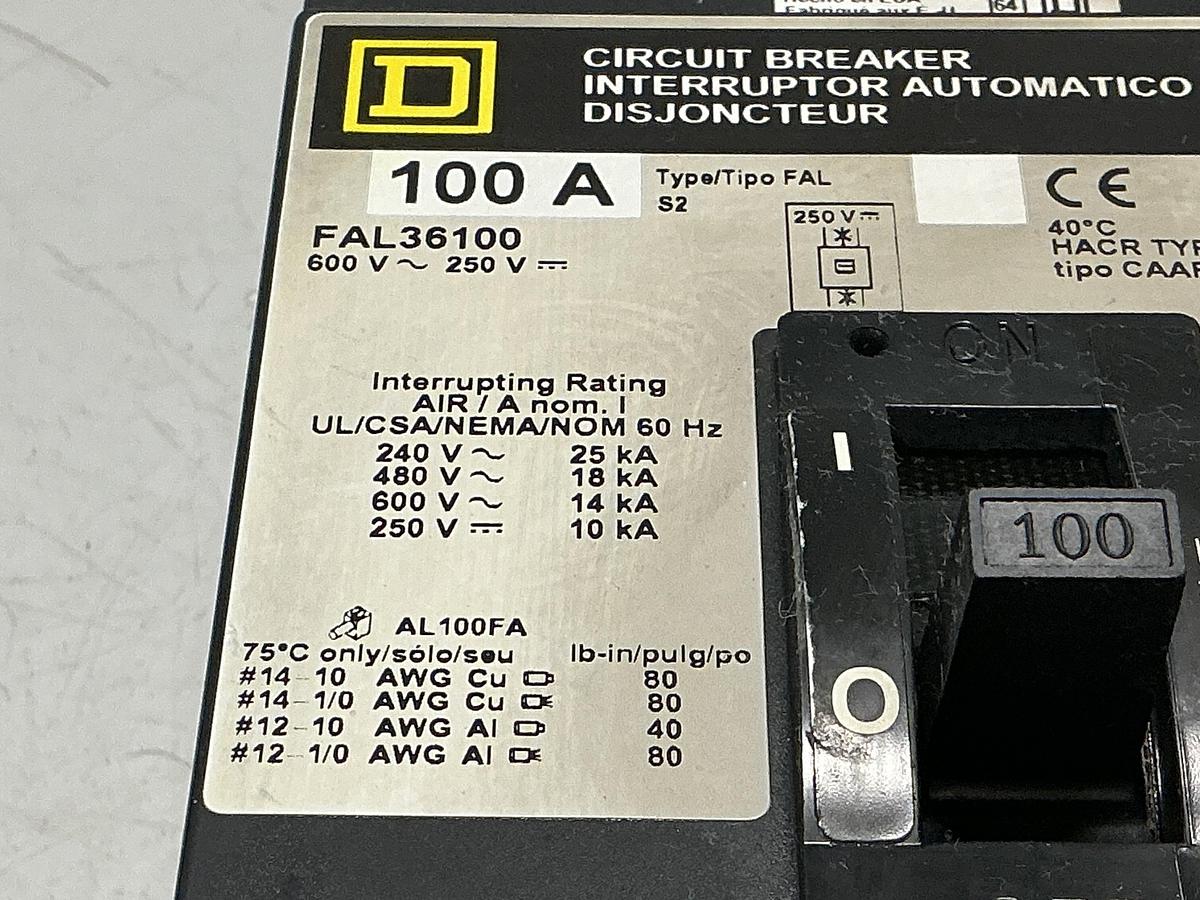 64
D
CIRCUIT BREAKER
INTERRUPTOR AUTOMATICO
DISJONCTEUR
100 A
Type/Tipo FAL
S2
FAL36100
600 V ~ 250 V ⎓
250 V ⎓
CE
40°C
HACR
tipo
ON
Interrupting Rating
AIR / A nom. I
UL/CSA/NEMA/NOM 60 Hz
240 V ~ 25 kA
480 V ~ 18 kA
600 V ~ 14 kA
250 V ⎓ 10 kA
I
100
O
AL100FA
75°C only/sólo/seu lb-in/pulg/po
#14-10 AWG Cu 80
#14-1/0 AWG Cu 80
#12-10 AWG Al 40
#12-1/0 AWG Al 80